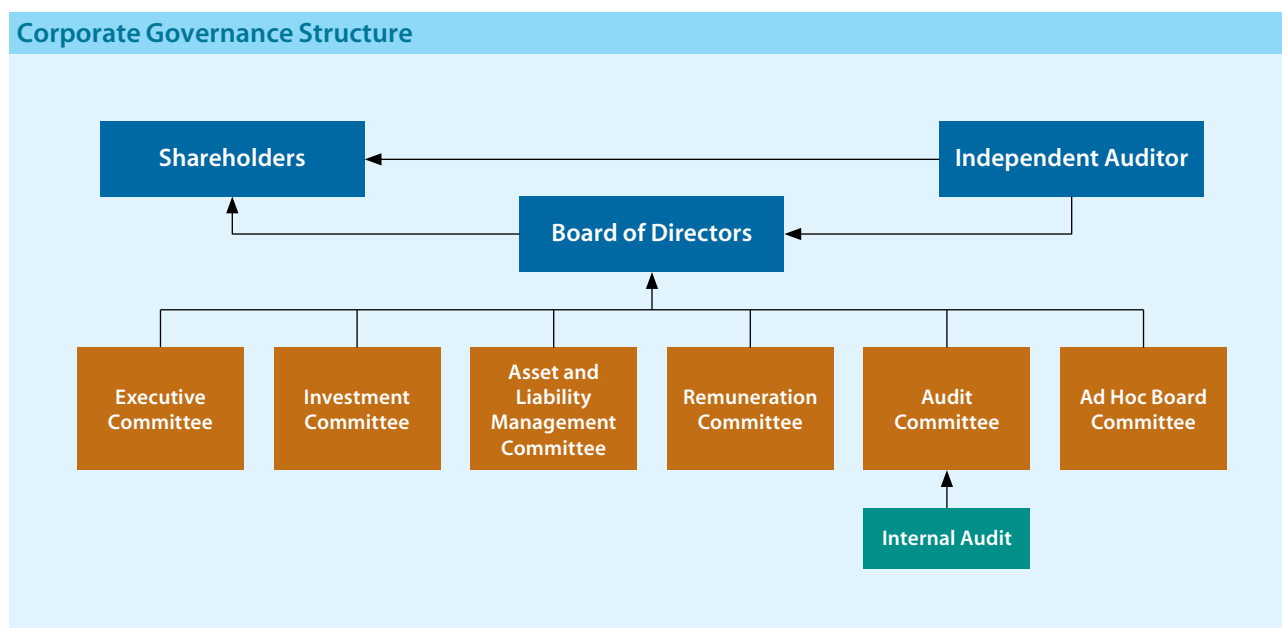 Corporate Governance Structure
Shareholders
Independent Auditor
Board of Directors
Executive
Committee
Investment
Committee
Asset and
Liability
Management
Committee
Remuneration
Committee
Audit
Committee
Ad Hoc Board
Committee
Internal Audit